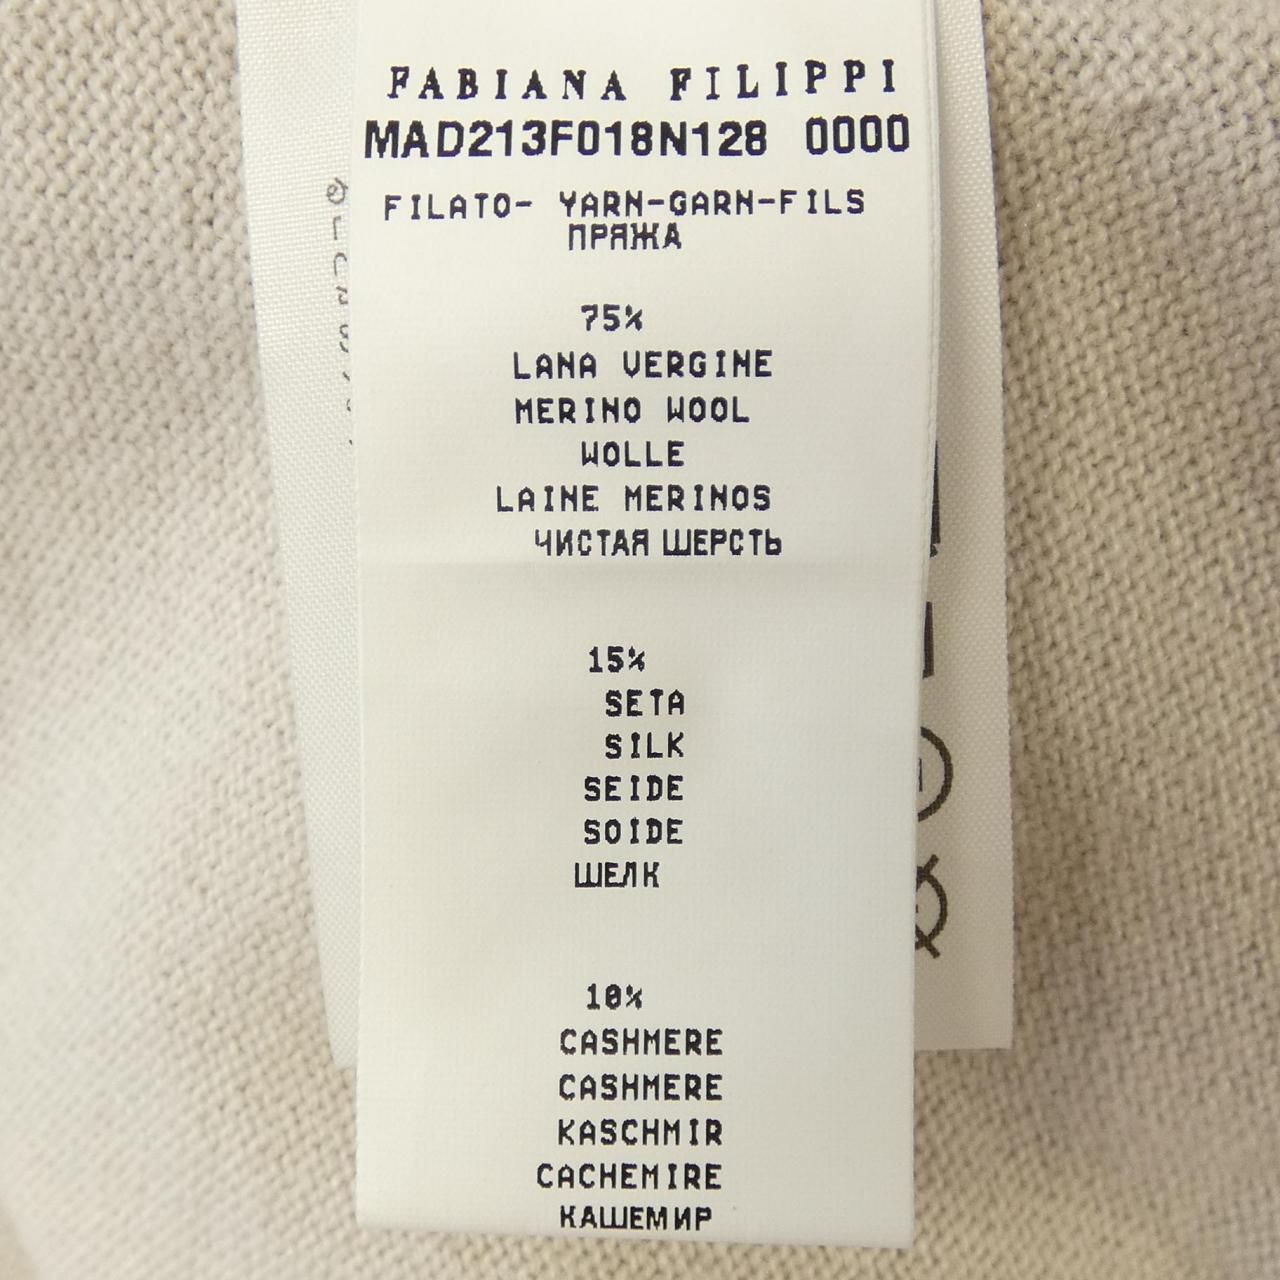 FABIANA FILIPPI
MAD213F018N128 0000
FILATO- YARN-GARN-FILS
ПРЯЖА
75%
LANA VERGINE
MERINO WOOL
WOLLE
LAINE MERINOS
ЧИСТАЯ ШЕРСТЬ
15%
SETA
SILK
SEIDE
SOIDE
ШЕЛК
10%
CASHMERE
CASHMERE
KASCHMIR
CACHEMIRE
КАШЕМИР